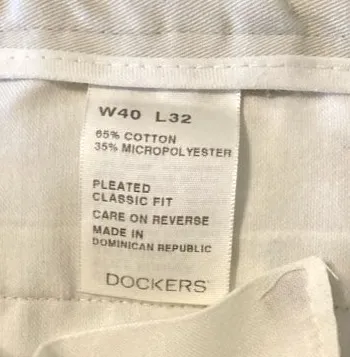 W40 L32
65% COTTON
35% MICROPOLYESTER
PLEATED
CLASSIC FIT
CARE ON REVERSE
MADE IN
DOMINICAN REPUBLIC
DOCKERS